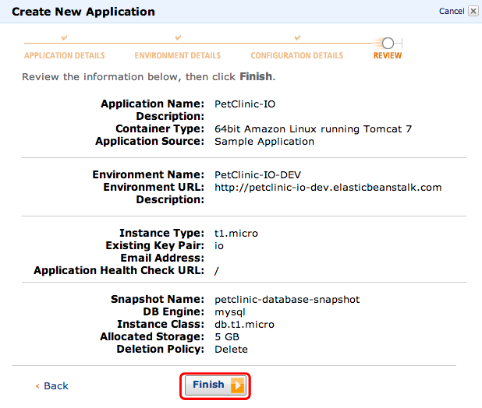 Create New Application
Cancel
APPLICATION DETAILS ENVIRONMENT DETAILS CONFIGURATION DETAILS REVIEW
Review the information below, then click Finish.
Application Name: PetClinic-IO
Description:
Container Type: 64bit Amazon Linux running Tomcat 7
Application Source: Sample Application
Environment Name: PetClinic-IO-DEV
Environment URL: http://petclinic-io-dev.elasticbeanstalk.com
Description:
Instance Type: t1.micro
Existing Key Pair: io
Email Address:
Application Health Check URL: /
Snapshot Name: petclinic-database-snapshot
DB Engine: mysql
Instance Class: db.t1.micro
Allocated Storage: 5 GB
Deletion Policy: Delete
‹ Back
Finish